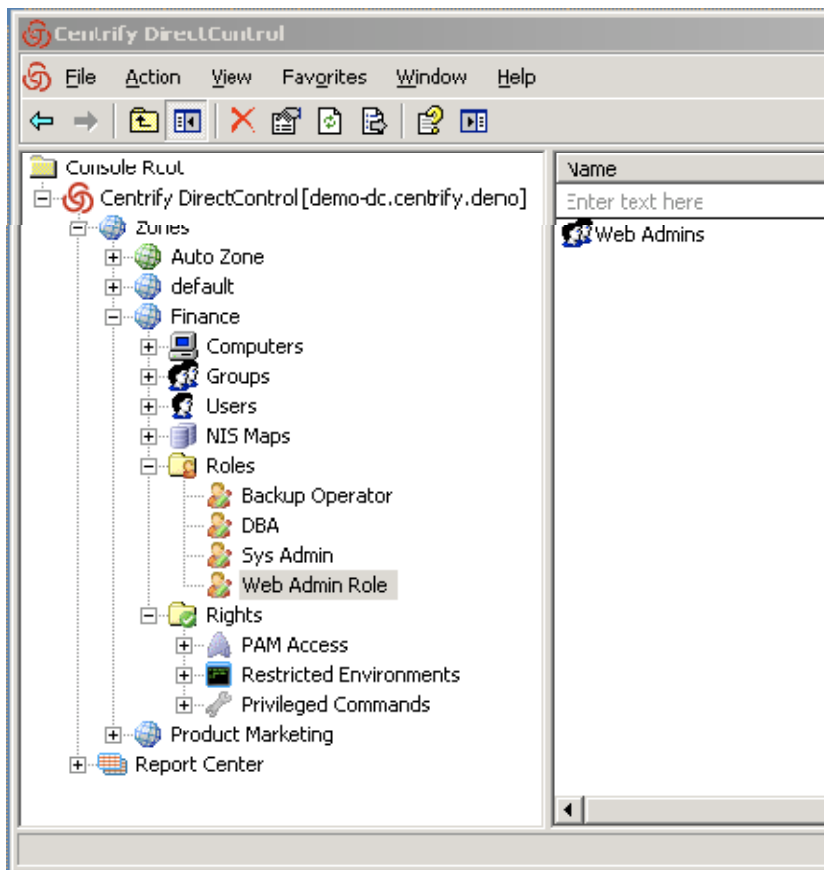 Centrify DirectControl
File Action View Favorites Window Help
Console Root
Centrify DirectControl [demo-dc.centrify.demo]
Zones
Auto Zone
default
Finance
Computers
Groups
Users
NIS Maps
Roles
Backup Operator
DBA
Sys Admin
Web Admin Role
Rights
PAM Access
Restricted Environments
Privileged Commands
Product Marketing
Report Center
Name
Enter text here
Web Admins